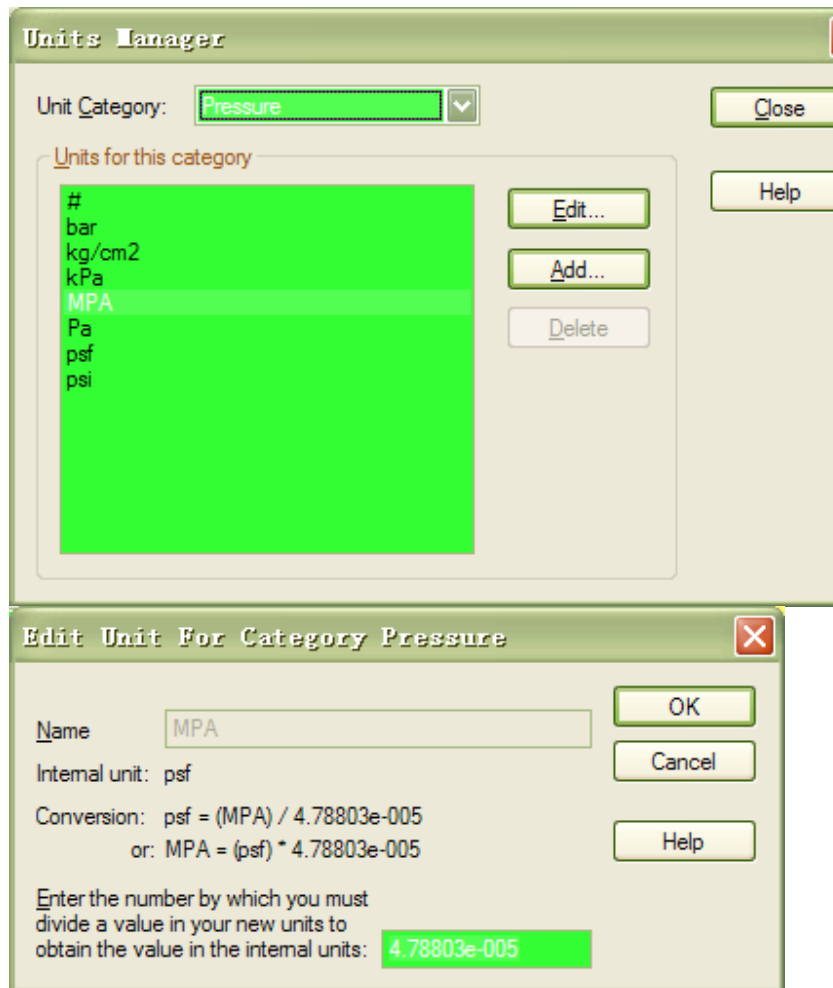 Units Manager
Unit Category: Pressure
Close
Units for this category
Help
#
bar
kg/cm2
kPa
MPA
Pa
psf
psi
Edit...
Add...
Delete
Edit Unit For Category Pressure
Name MPA
OK
Internal unit: psf
Cancel
Conversion: psf = (MPA) / 4.78803e-005
or: MPA = (psf) * 4.78803e-005
Help
Enter the number by which you must
divide a value in your new units to
obtain the value in the internal units: 4.78803e-005